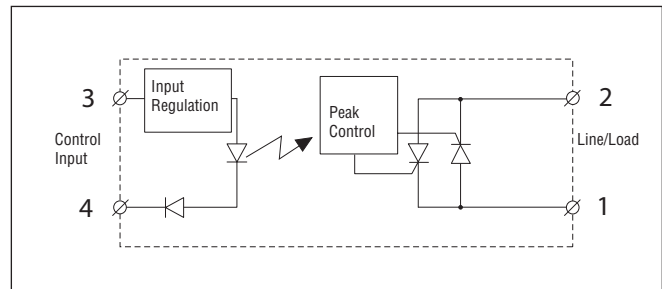 Input
Regulation
3
Control
Input
4
Peak
Control
2
Line/Load
1